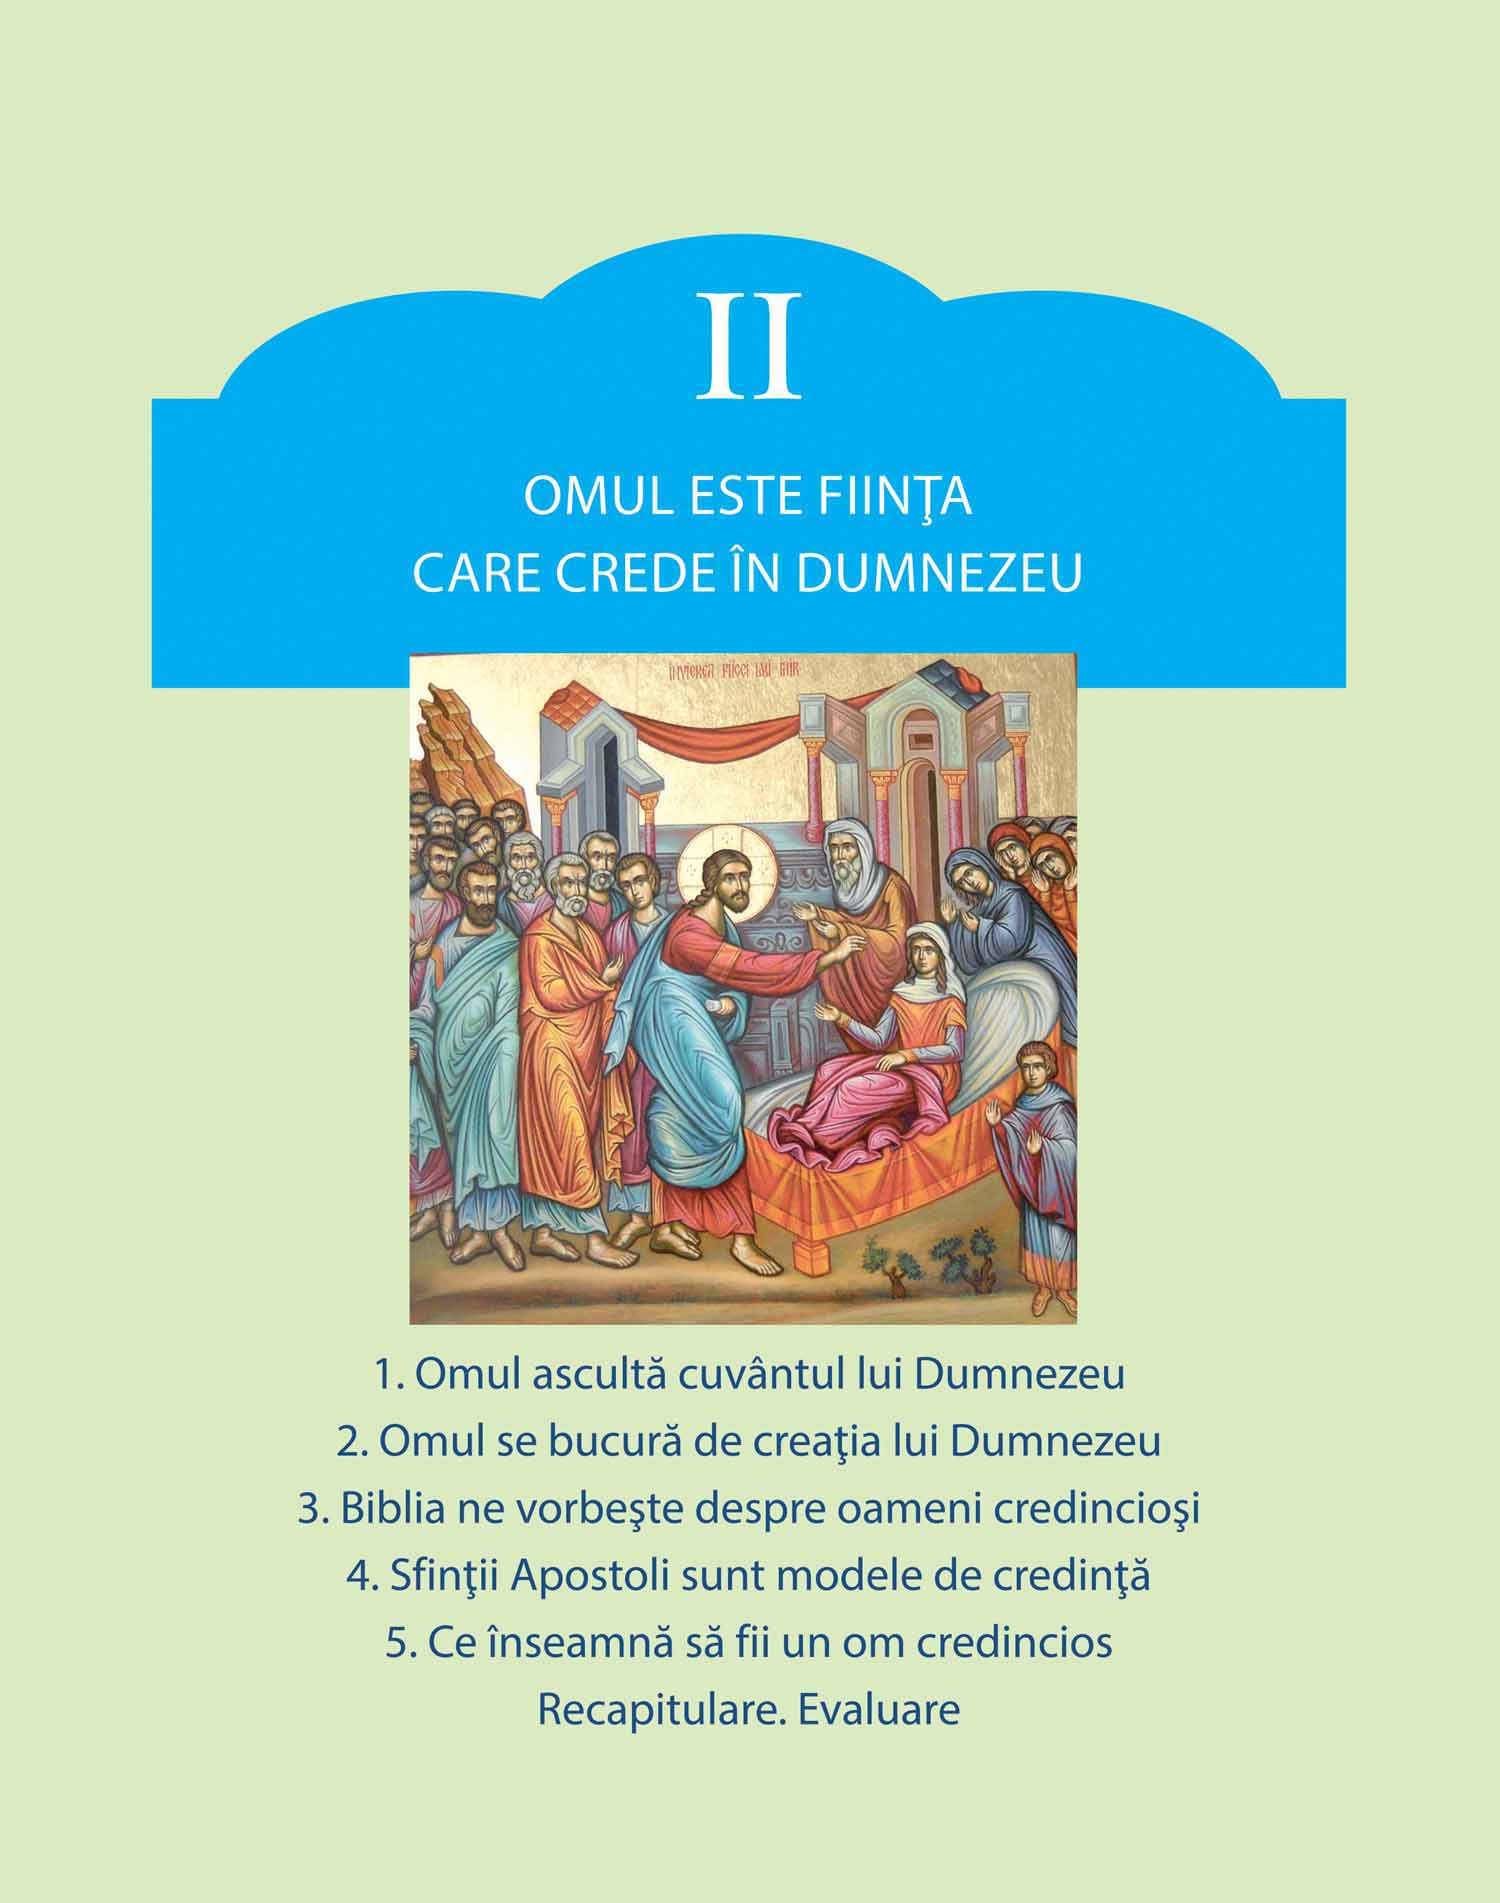 II
OMUL ESTE FIINŢA
CARE CREDE ÎN DUMNEZEU
ÎNVIEREA FIICEI LUI IAIR
1. Omul ascultă cuvântul lui Dumnezeu
2. Omul se bucură de creaţia lui Dumnezeu
3. Biblia ne vorbeşte despre oameni credincioşi
4. Sfinţii Apostoli sunt modele de credinţă
5. Ce înseamnă să fii un om credincios
Recapitulare. Evaluare